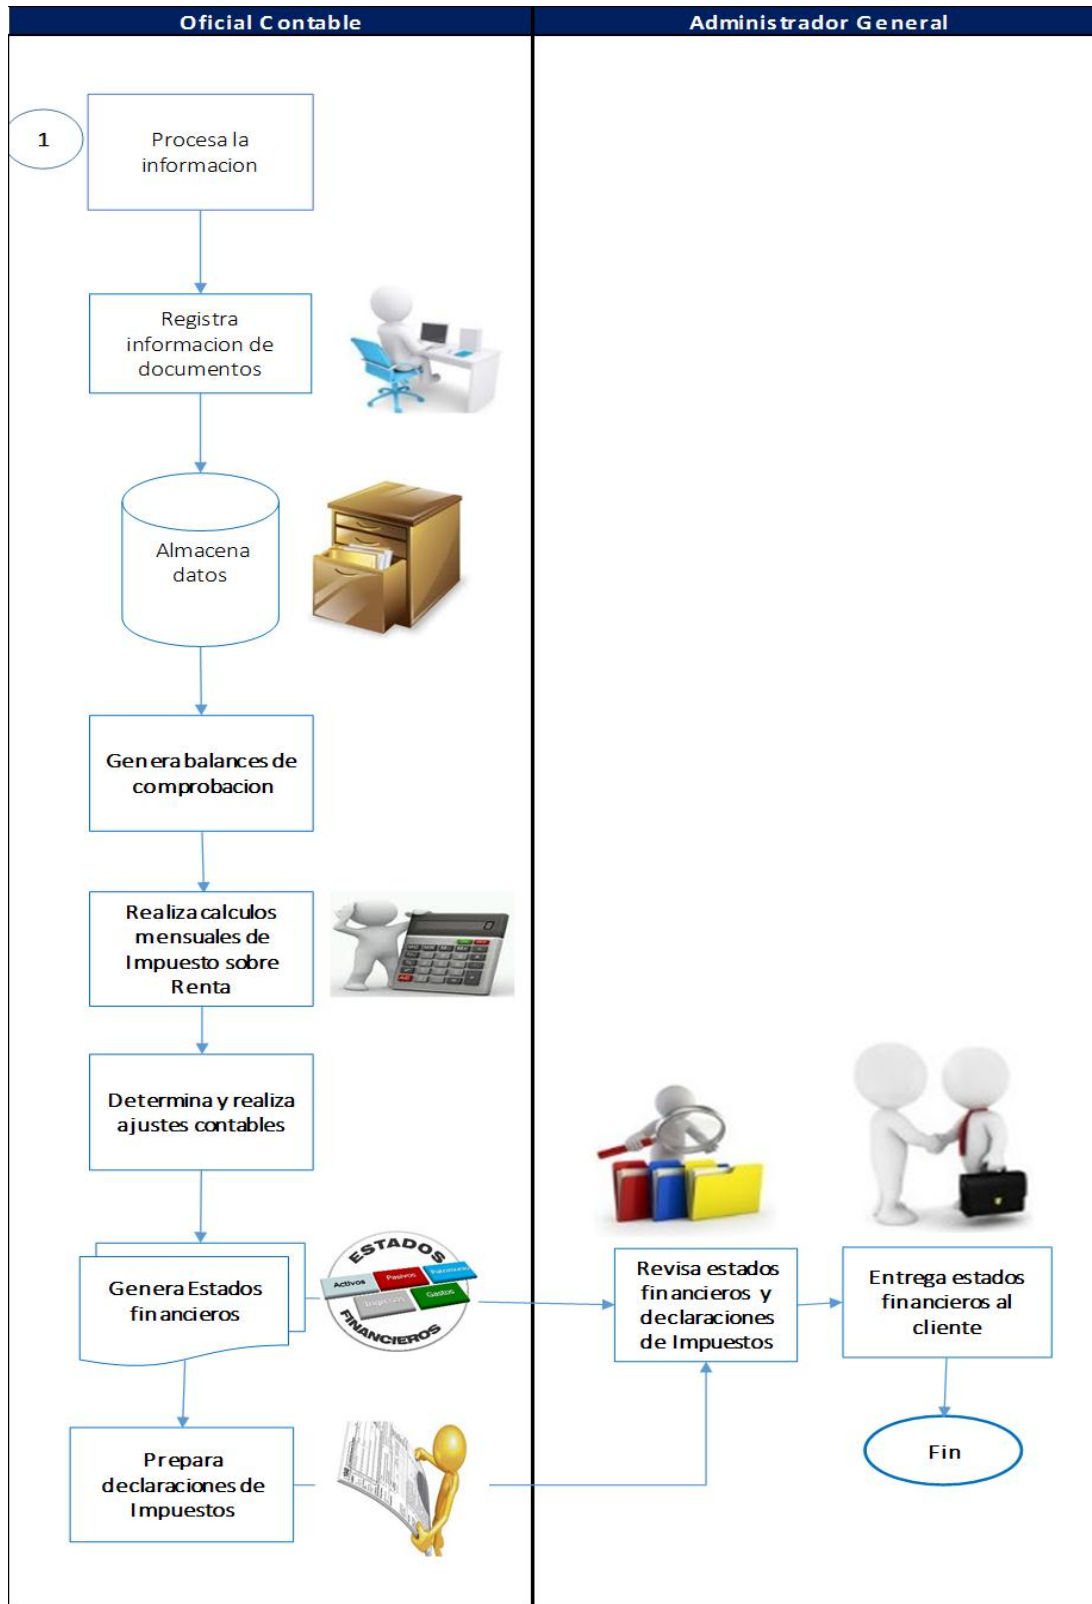 Oficial Contable
Administrador General
1
Procesa la
informacion
Registra
informacion de
documentos
Almacena
datos
Genera balances de
comprobacion
Realiza calculos
mensuales de
Impuesto sobre
Renta
0
Determina y realiza
ajustes contables
Genera Estados
financieros
ESTADOS
Activos
Pasivos
Patrimonio
Ingresos
Gastos
FINANCIEROS
Revisa estados
financieros y
declaraciones
de Impuestos
Entrega estados
financieros al
cliente
Prepara
declaraciones de
Impuestos
Fin